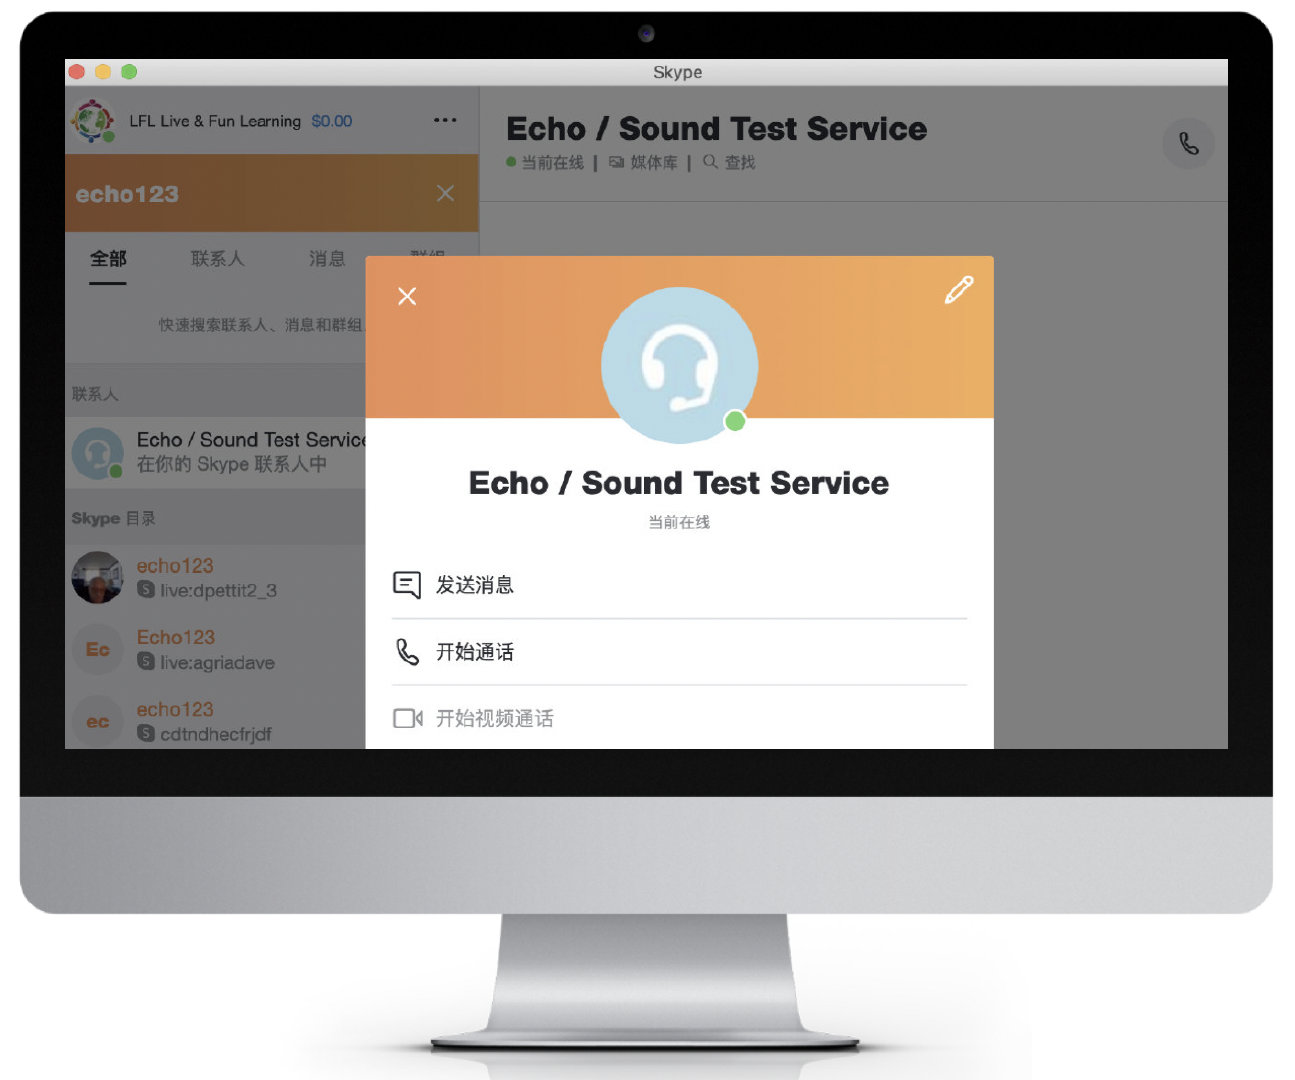 Skype
LFL Live & Fun Learning $0.00
echo123
全部 联系人 消息 群组
快速搜索联系人、消息和群组
联系人
Echo / Sound Test Service
在你的 Skype 联系人中
Skype 目录
echo123
live:dpettit2_3
Ec
Echo123
live:agriadave
ec
echo123
cdtndhecfrjdf
Echo / Sound Test Service
当前在线 | 媒体库 | 查找
Echo / Sound Test Service
当前在线
发送消息
开始通话
开始视频通话